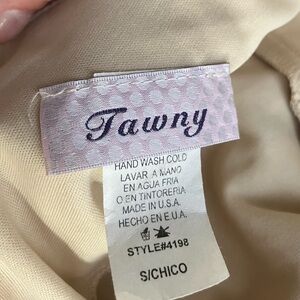 Tawny
HAND WASH COLD
LAVAR A MANO
EN AGUA FRIA
O EN TINTORERIA
MADE IN U.S.A.
HECHO EN E.U.A.
STYLE#4198
S/CHICO